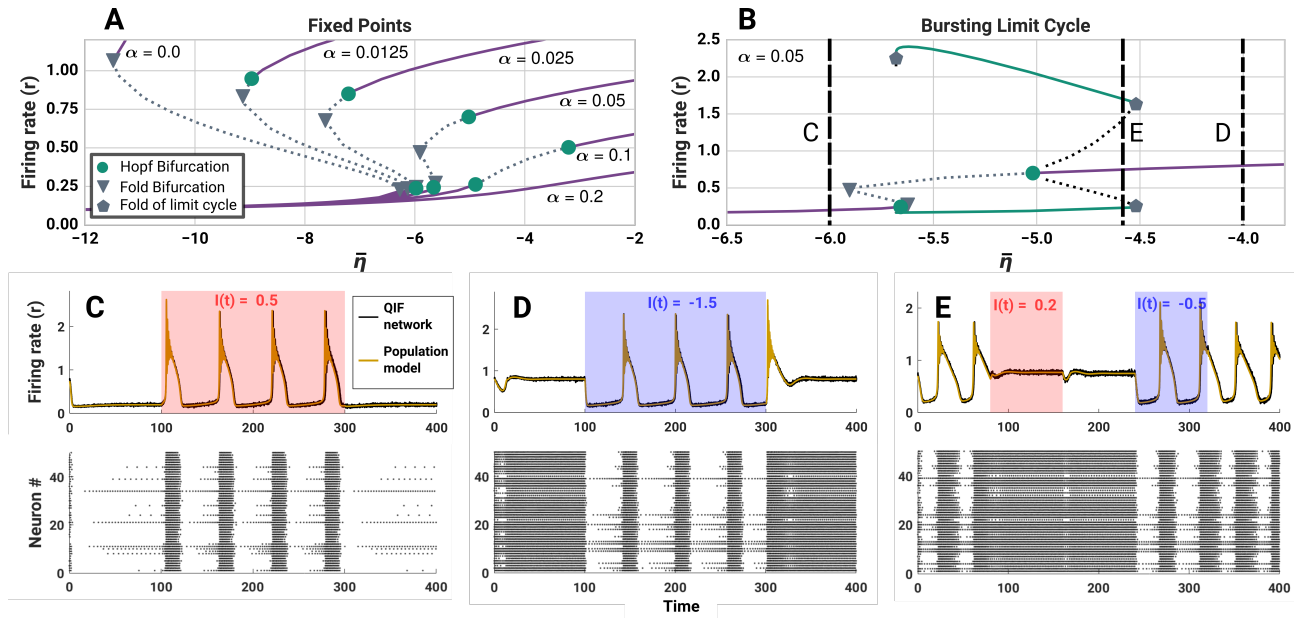 A
Fixed Points
Firing rate (r)
1.00
0.75
0.50
0.25
0.00
−12
−10
−8
−6
−4
−2
η̄
α = 0.0
α = 0.0125
α = 0.025
α = 0.05
α = 0.1
α = 0.2
Hopf Bifurcation
Fold Bifurcation
Fold of limit cycle
B
Bursting Limit Cycle
Firing rate (r)
2.5
2.0
1.5
1.0
0.5
0.0
−6.5
−6.0
−5.5
−5.0
−4.5
−4.0
η̄
α = 0.05
C
E
D
C
I(t) = 0.5
Firing rate (r)
2
1
0
0
100
200
300
400
QIF
network
Population
model
Neuron #
40
20
0
0
100
200
300
400
D
I(t) = -1.5
2
1
0
0
100
200
300
400
40
20
0
0
100
200
300
400
Time
E
I(t) = 0.2
I(t) = -0.5
2
1
0
0
100
200
300
400
40
20
0
0
100
200
300
400